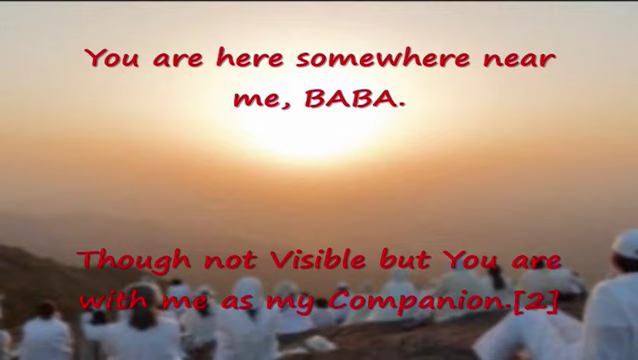 You are here somewhere near
me, BABA.
Though not Visible but You are
with me as my Companion.[2]